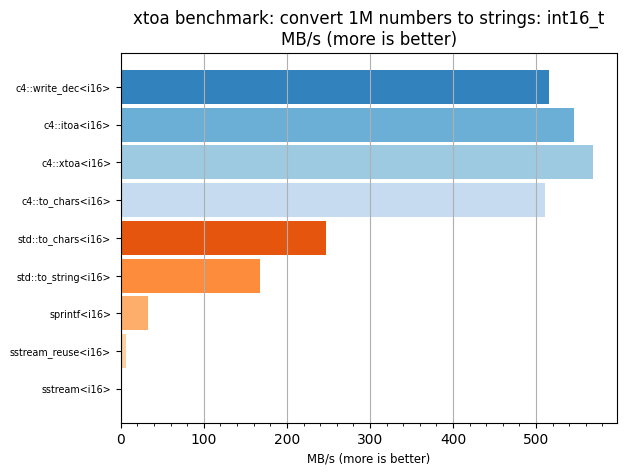 xtoa benchmark: convert 1M numbers to strings: int16_t
MB/s (more is better)
c4::write_dec<i16>
c4::itoa<i16>
c4::xtoa<i16>
c4::to_chars<i16>
std::to_chars<i16>
std::to_string<i16>
sprintf<i16>
sstream_reuse<i16>
sstream<i16>
0 100 200 300 400 500
MB/s (more is better)